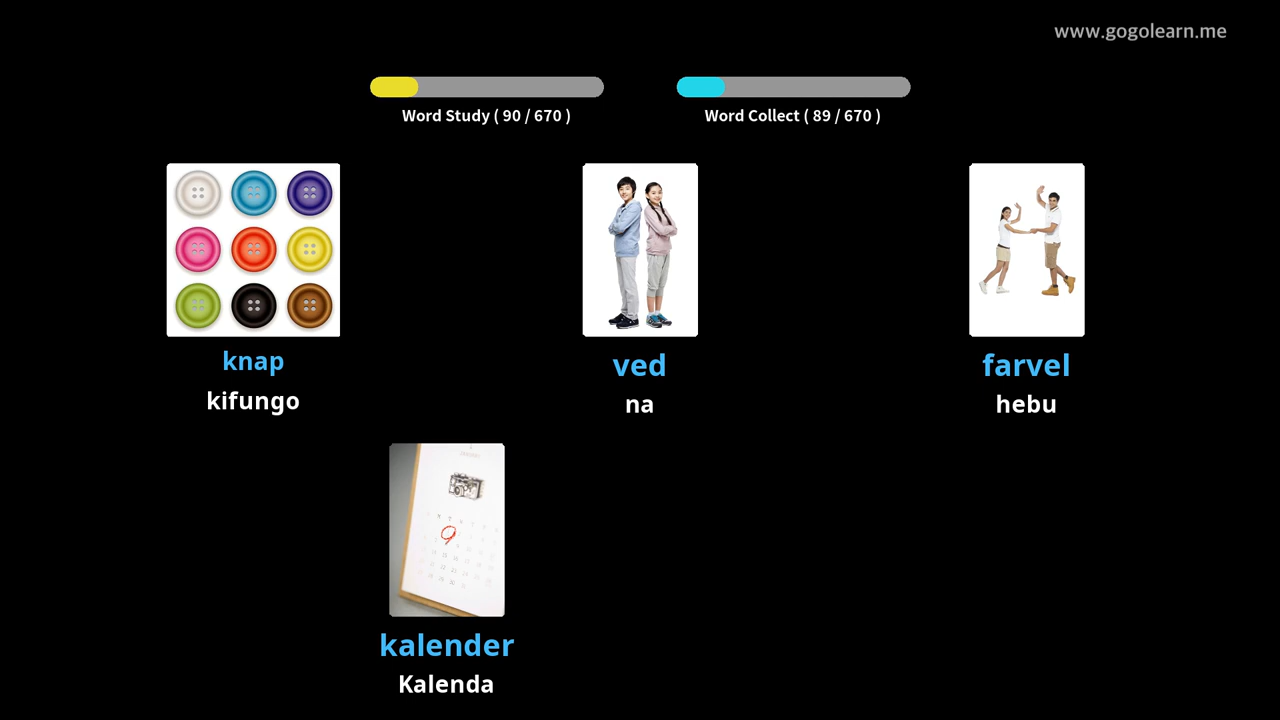 www.gogolearn.me
Word Study ( 90 / 670 )
Word Collect ( 89 / 670 )
knap
kifungo
ved
na
farvel
hebu
kalender
Kalenda